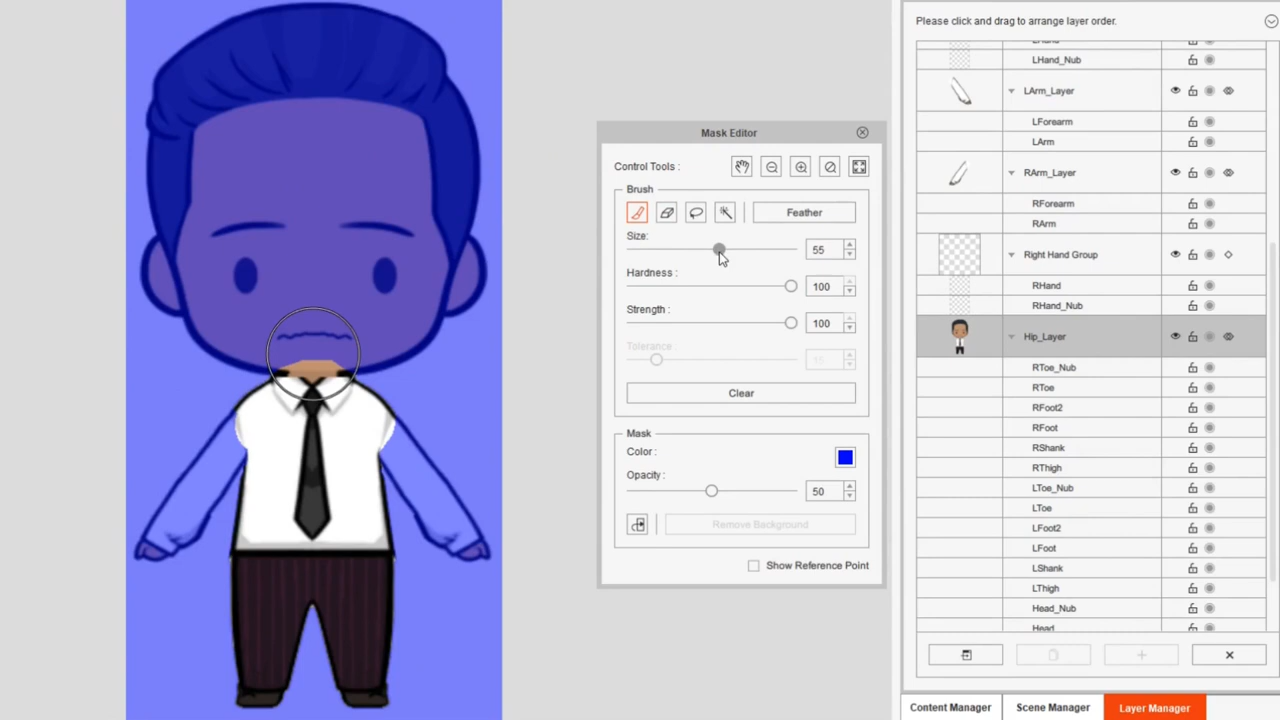 Please click and drag to arrange layer order.
LHand_Nub
LArm_Layer
LForearm
LArm
RArm_Layer
RForearm
RArm
Right Hand Group
RHand
RHand_Nub
Hip_Layer
RToe_Nub
RToe
RFoot2
RFoot
RShank
RThigh
LToe_Nub
LToe
LFoot2
LFoot
LShank
LThigh
Head_Nub
Head
Content Manager
Scene Manager
Layer Manager
Mask Editor
Control Tools :
Brush
Feather
Size:
55
Hardness :
100
Strength :
100
Tolerance :
Clear
Mask
Color :
Opacity :
50
Remove Background
Show Reference Point